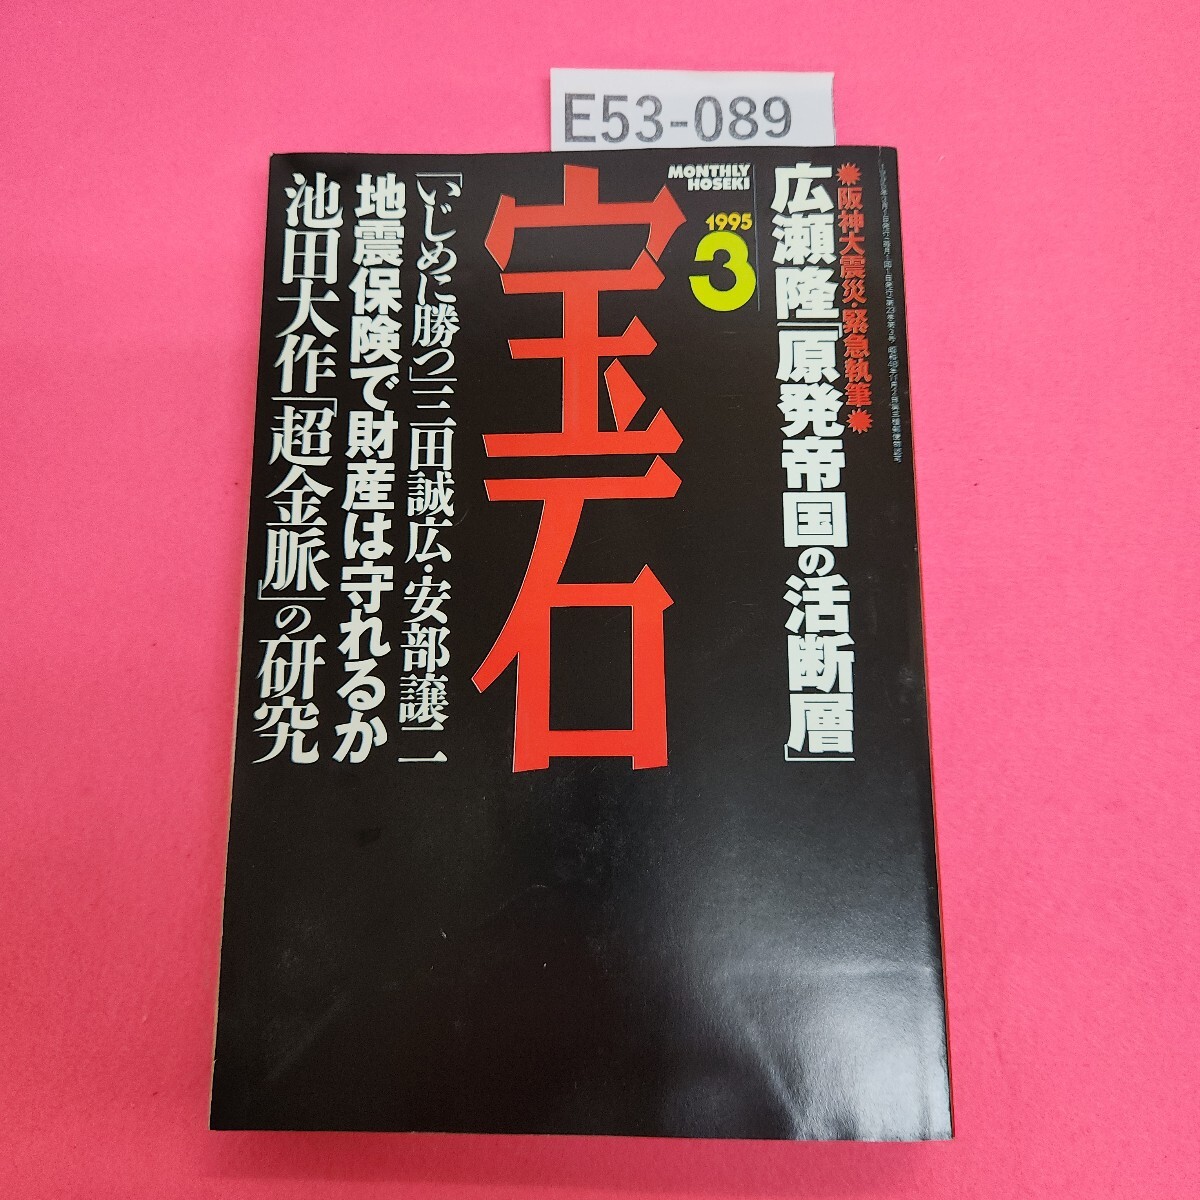 E53-089
MONTHLY
HOSEKI
1995
3
✹阪神大震災・緊急執筆✹
広瀬隆「原発帝国の活断層」
宝石
「いじめに勝つ」三田誠広・安部譲二
地震保険で財産は守れるか
池田大作「超金脈」の研究